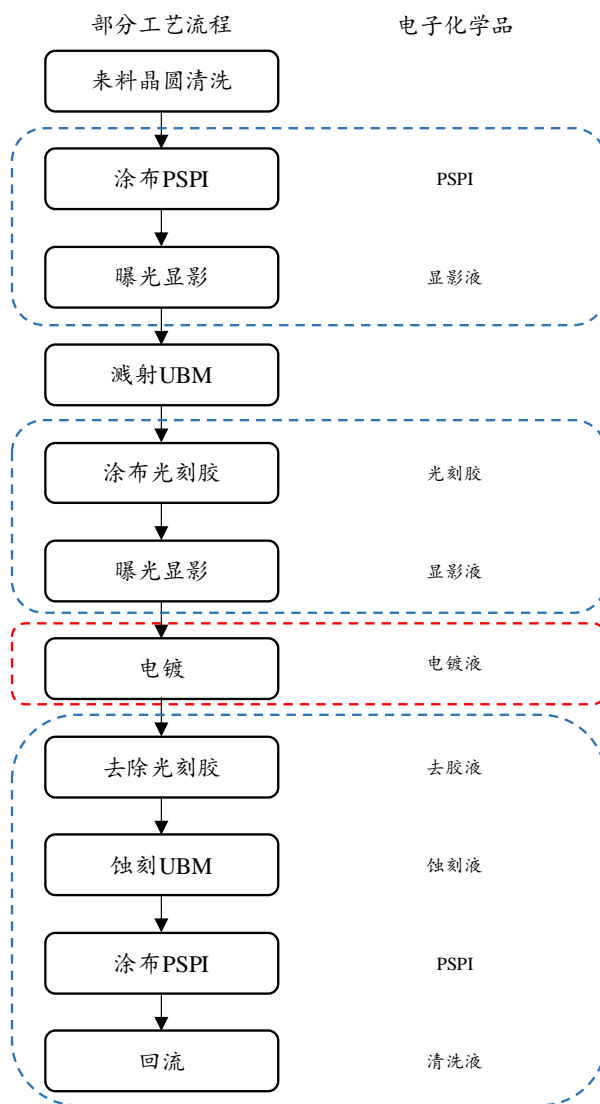 部分工艺流程 电子化学品
来料晶圆清洗
涂布PSPI PSPI
曝光显影 显影液
溅射UBM
涂布光刻胶 光刻胶
曝光显影 显影液
电镀 电镀液
去除光刻胶 去胶液
蚀刻UBM 蚀刻液
涂布PSPI PSPI
回流 清洗液